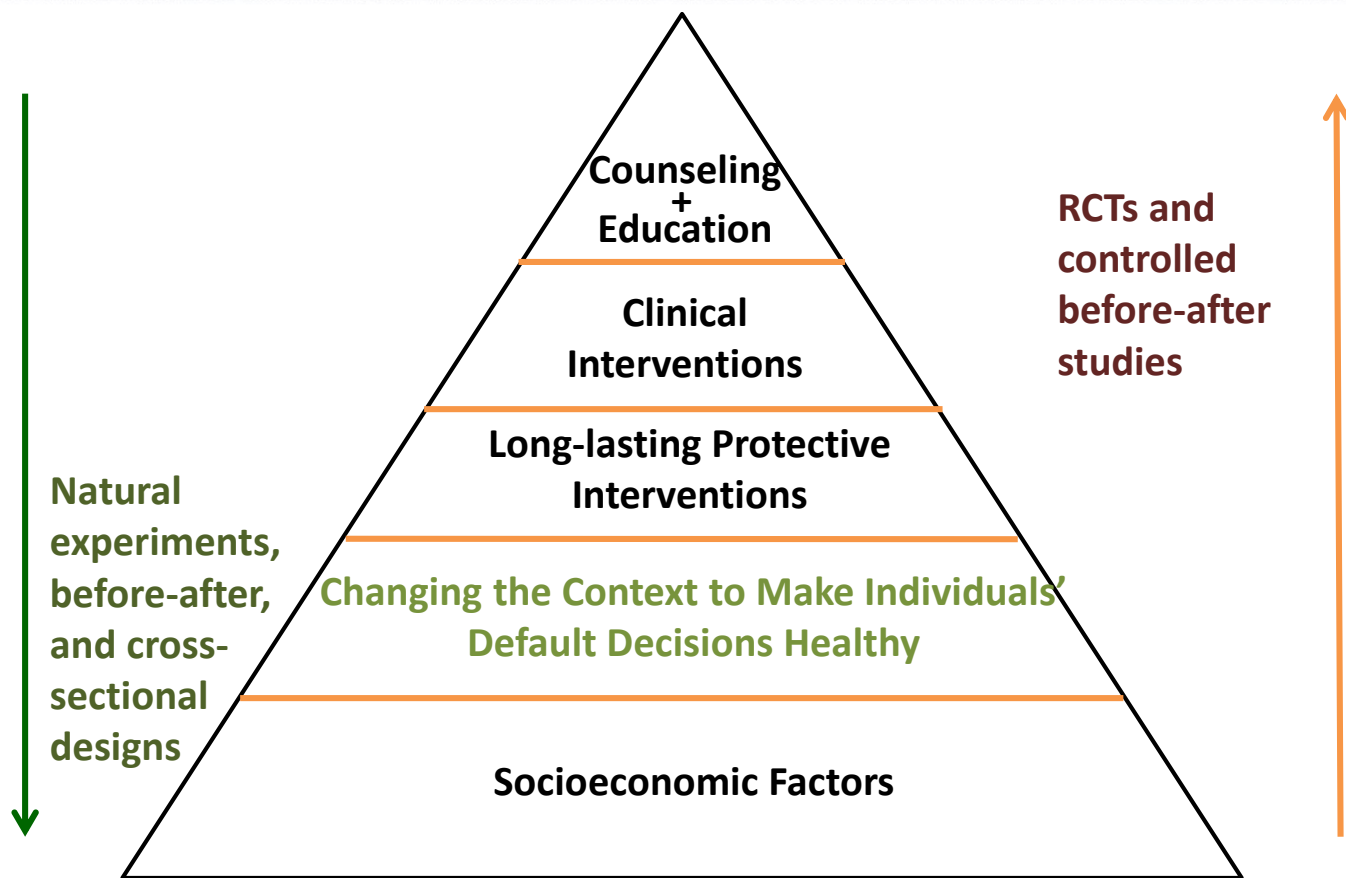 Counseling
+
Education
Clinical
Interventions
Long-lasting Protective
Interventions
Changing the Context to Make Individuals’
Default Decisions Healthy
Socioeconomic Factors
Natural
experiments,
before-after,
and cross-
sectional
designs
RCTs and
controlled
before-after
studies